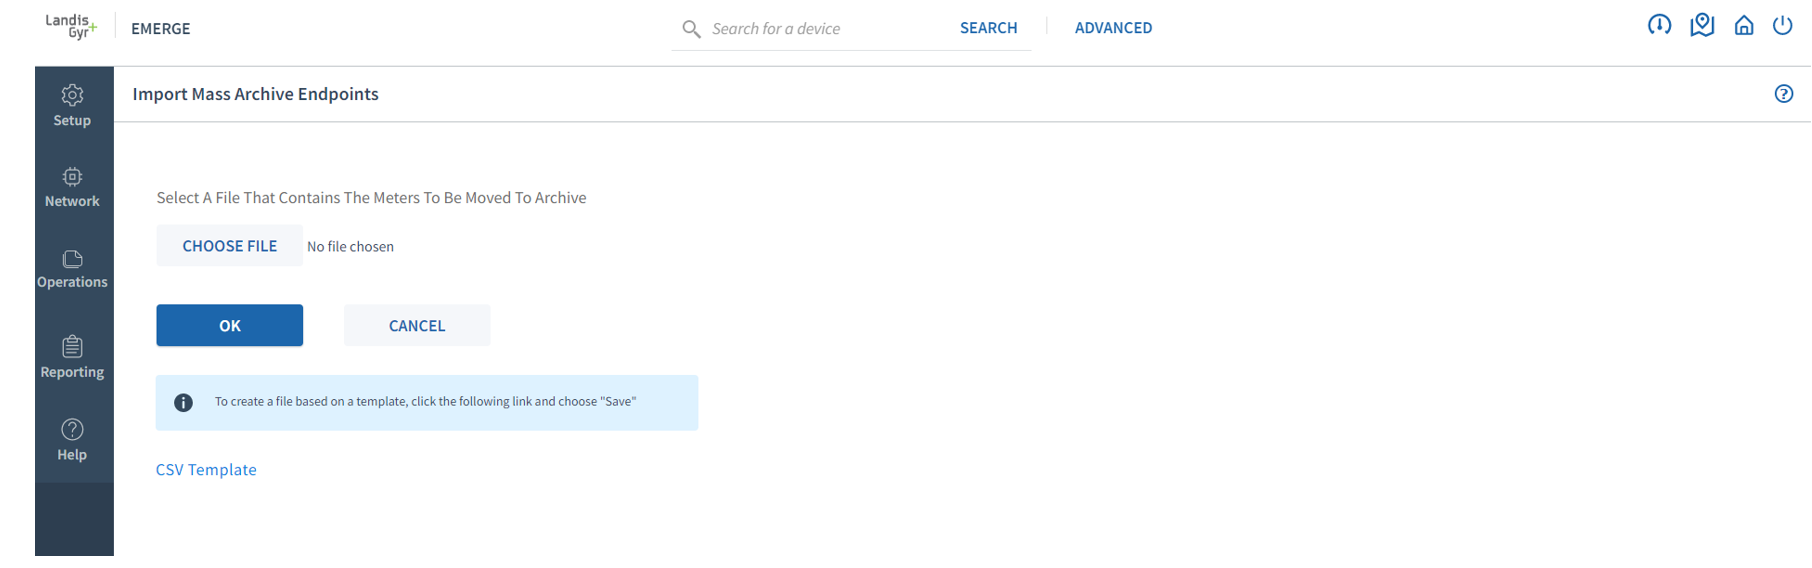 Landis+
Gyr
EMERGE
Search for a device
SEARCH
ADVANCED
Import Mass Archive Endpoints
Setup
Network
Operations
Reporting
Help
Select A File That Contains The Meters To Be Moved To Archive
CHOOSE FILE No file chosen
OK
CANCEL
To create a file based on a template, click the following link and choose "Save"
CSV Template